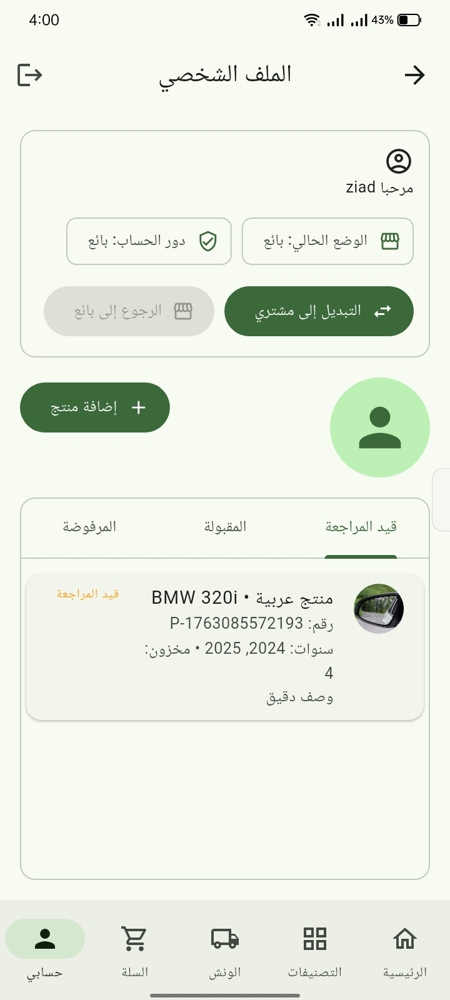 4:00
43%
الملف الشخصي
مرحبا ziad
الوضع الحالي: بائع
دور الحساب: بائع
التبديل إلى مشتري
الرجوع إلى بائع
إضافة منتج
قيد المراجعة
المقبولة
المرفوضة
منتج عربية • BMW 320i
قيد المراجعة
رقم: P-1763085572193
سنوات: 2024, 2025 • مخزون:
4
وصف دقيق
الرئيسية
التصنيفات
الونش
السلة
حسابي